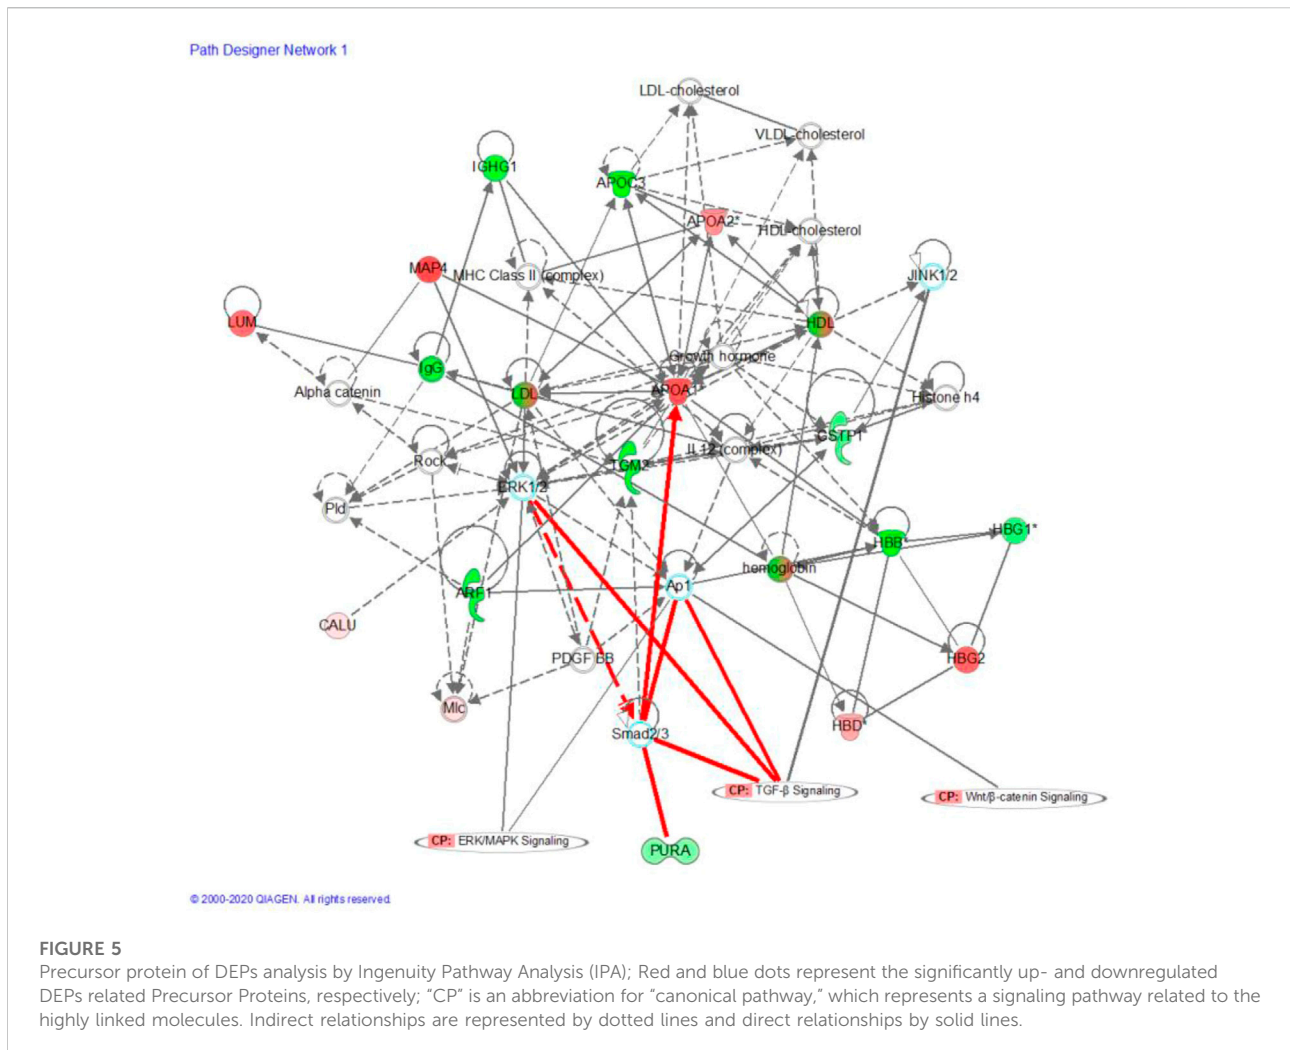 Path Designer Network 1
LDL-cholesterol
VLDL-cholesterol
IGHG1
APOC3
APOA2*
HDL-cholesterol
MAP4
MHC Class II (complex)
JINK1/2
LUM
HDL
Growth hormone
IgG
Alpha catenin
LDL
APOA1*
Histone h4
GSTP1
IL12 (complex)
Rock
TGM2
ERK1/2
Pld
HBG1*
HBB*
hemoglobin
Ap1
ARF1
CALU
PDGF BB
HBG2
Mlc
HBD*
Smad2/3
CP: TGF-β Signaling
CP: Wnt/β-catenin Signaling
CP: ERK/MAPK Signaling
PURA
© 2000-2020 QIAGEN. All rights reserved.
FIGURE 5
Precursor protein of DEPs analysis by Ingenuity Pathway Analysis (IPA); Red and blue dots represent the significantly up- and downregulated
DEPs related Precursor Proteins, respectively; “CP” is an abbreviation for “canonical pathway,” which represents a signaling pathway related to the
highly linked molecules. Indirect relationships are represented by dotted lines and direct relationships by solid lines.